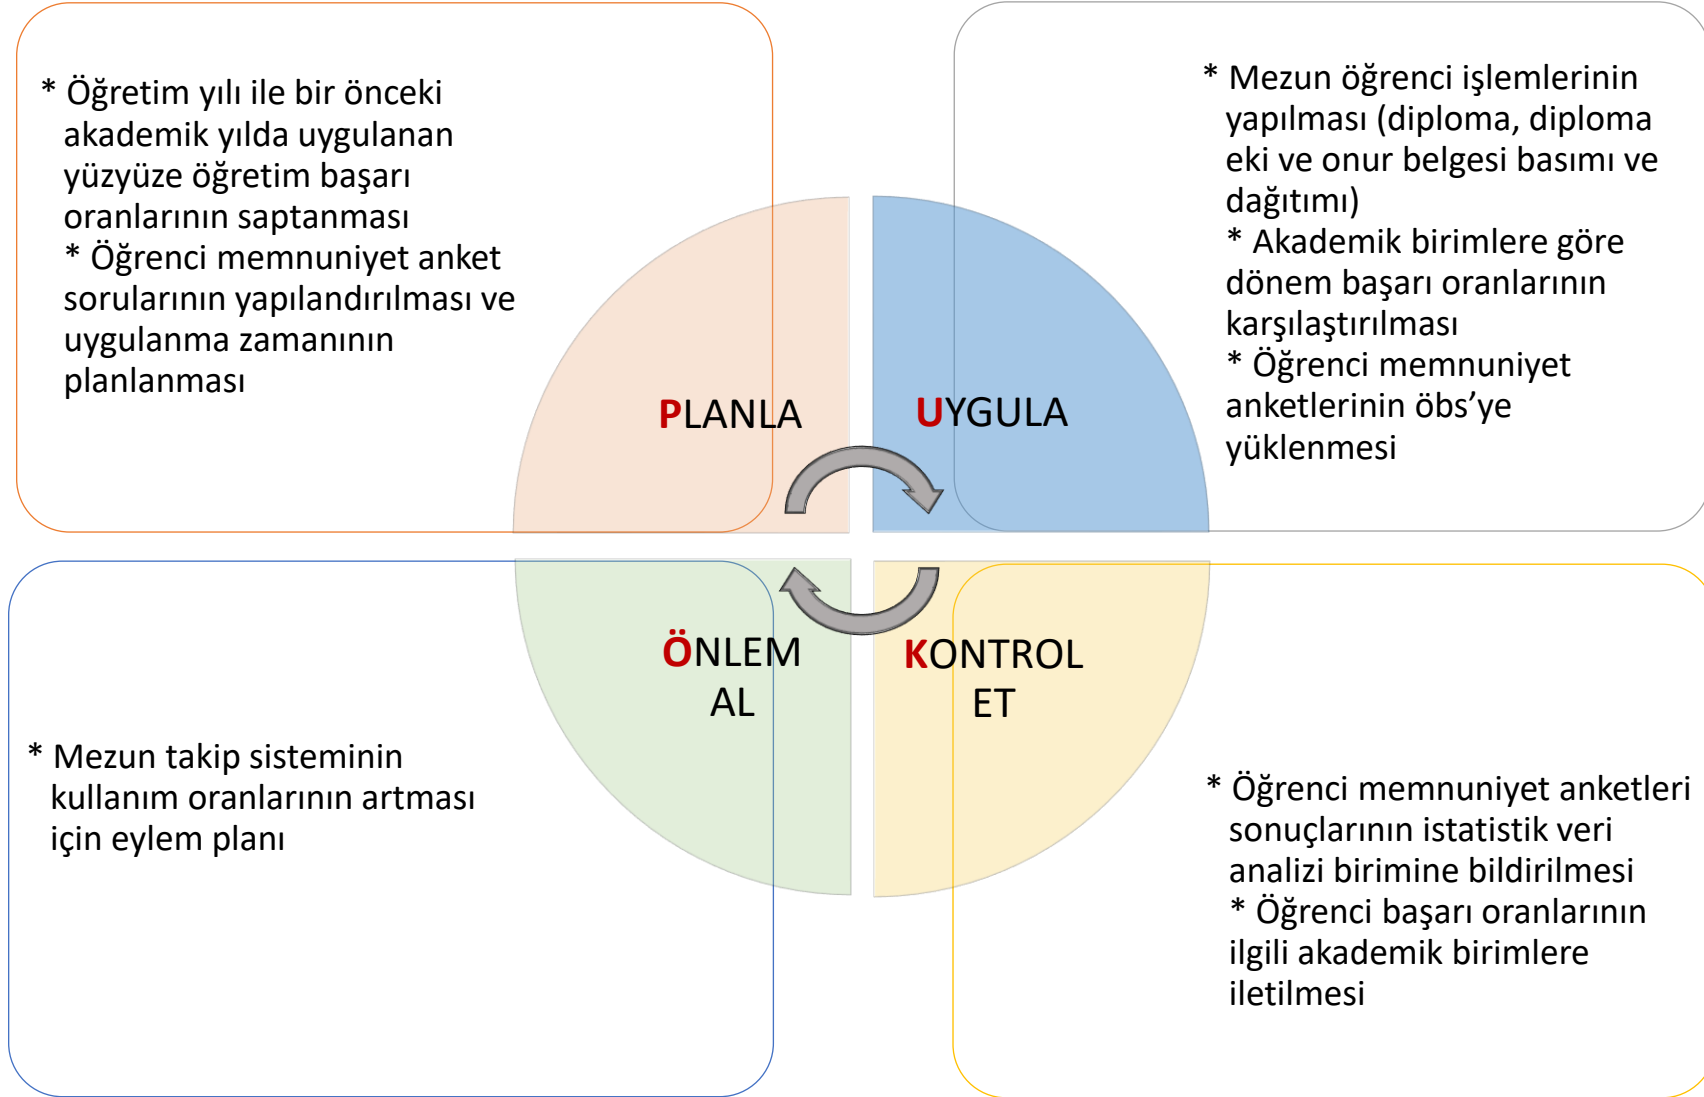 * Öğretim yılı ile bir önceki
akademik yılda uygulanan
yüzyüze öğretim başarı
oranlarının saptanması
* Öğrenci memnuniyet anket
sorularının yapılandırılması ve
uygulanma zamanının
planlanması
* Mezun öğrenci işlemlerinin
yapılması (diploma, diploma
eki ve onur belgesi basımı ve
dağıtımı)
* Akademik birimlere göre
dönem başarı oranlarının
karşılaştırılması
* Öğrenci memnuniyet
anketlerinin öbs’ye
yüklenmesi
PLANLA
UYGULA
ÖNLEM
AL
KONTROL
ET
* Mezun takip sisteminin
kullanım oranlarının artması
için eylem planı
* Öğrenci memnuniyet anketleri
sonuçlarının istatistik veri
analizi birimine bildirilmesi
* Öğrenci başarı oranlarının
ilgili akademik birimlere
iletilmesi